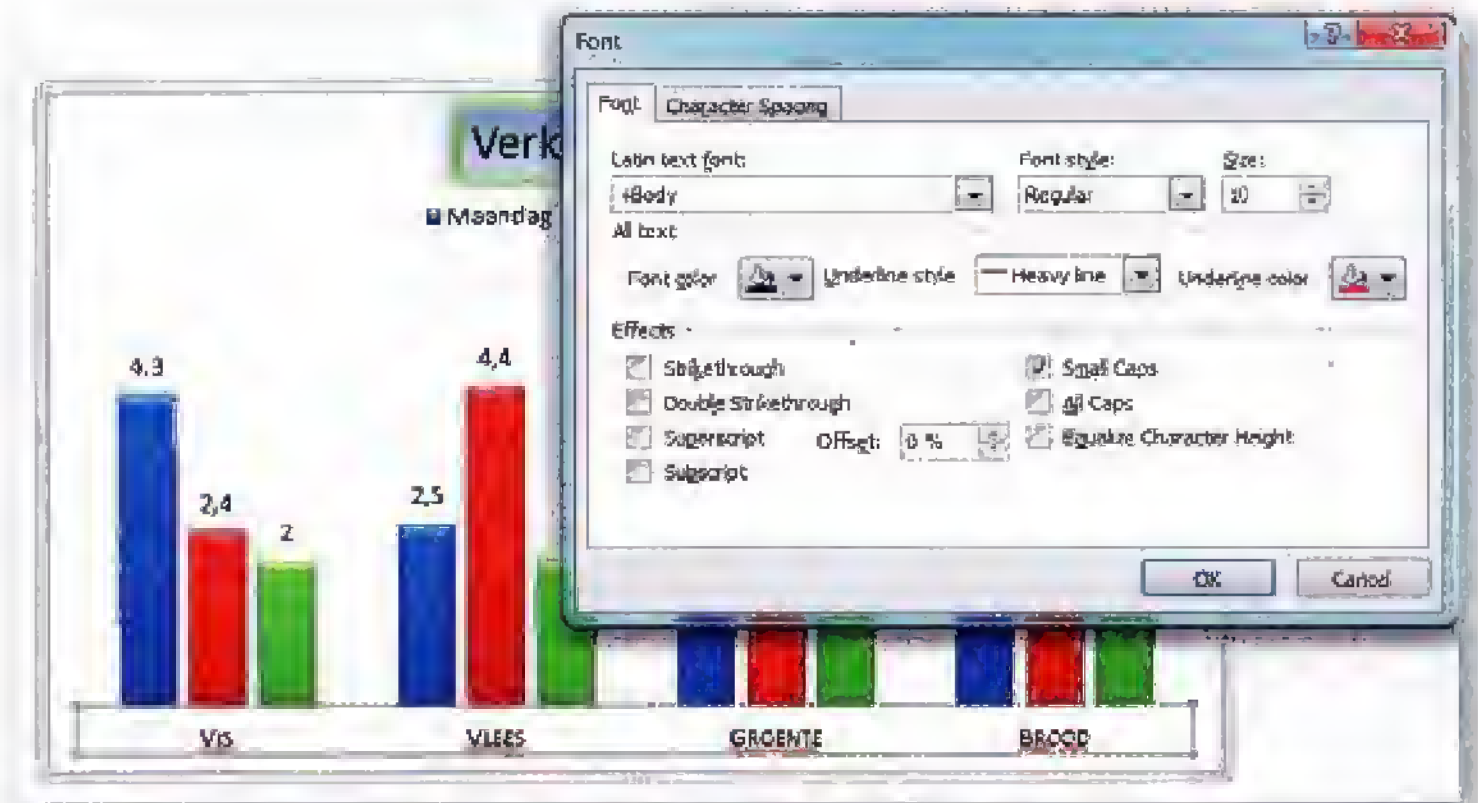 Font
Font Character Spacing
Verk
Latin text font: Font style: Size:
+Body Regular 10
Maandag
All text
Font color Underline style Heavy line Underline color
Effects
Strikethrough Small Caps
4,3 4,4
Double Strikethrough All Caps
Superscript Offset: 0 % Equalize Character Height
Subscript
2,4 2 2,5
OK Cancel
VIS VLEES GROENTE BROOD